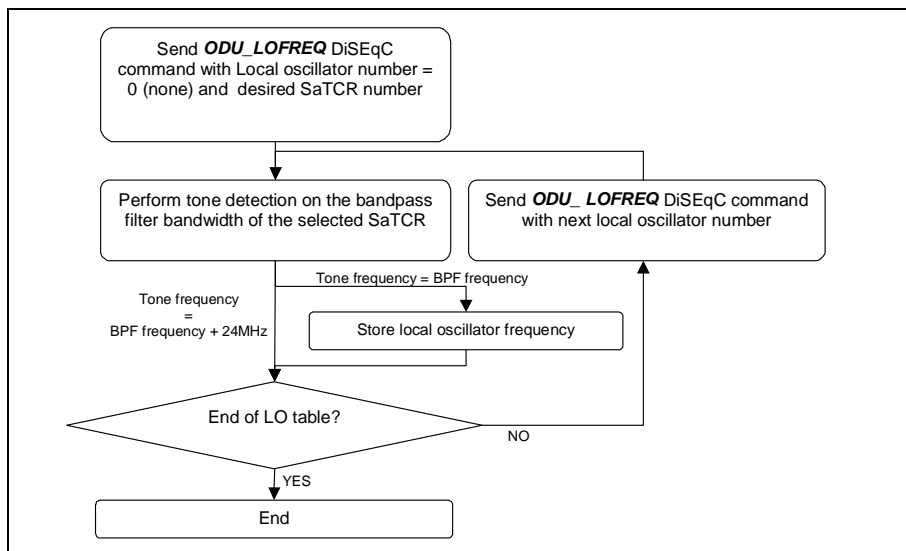 Send ODU_LOFREQ DiSEqC
command with Local oscillator number =
0 (none) and desired SaTCR number
Perform tone detection on the bandpass
filter bandwidth of the selected SaTCR
Send ODU_ LOFREQ DiSEqC command
with next local oscillator number
Tone frequency = BPF frequency
Tone frequency
=
BPF frequency + 24MHz
Store local oscillator frequency
End of LO table?
NO
YES
End